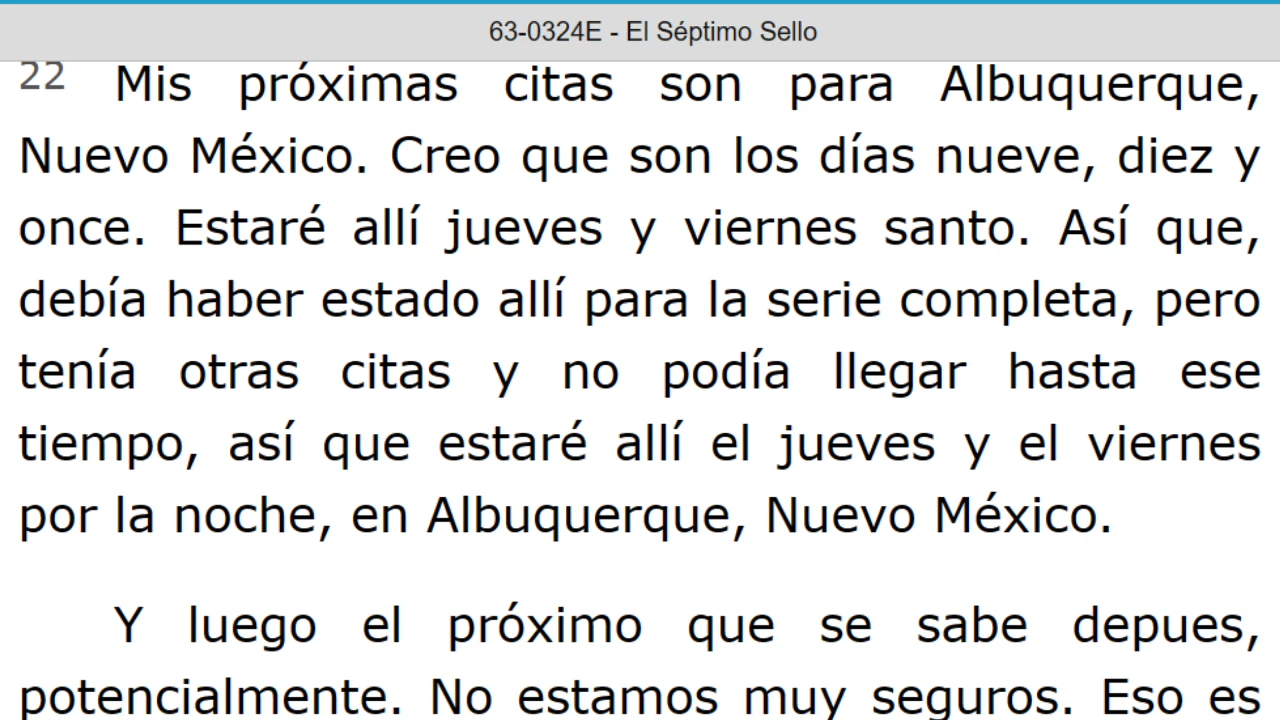 63-0324E - El Séptimo Sello
22 Mis próximas citas son para Albuquerque,
Nuevo México. Creo que son los días nueve, diez y
once. Estaré allí jueves y viernes santo. Así que,
debía haber estado allí para la serie completa, pero
tenía otras citas y no podía llegar hasta ese
tiempo, así que estaré allí el jueves y el viernes
por la noche, en Albuquerque, Nuevo México.
Y luego el próximo que se sabe depues,
potencialmente. No estamos muy seguros. Eso es